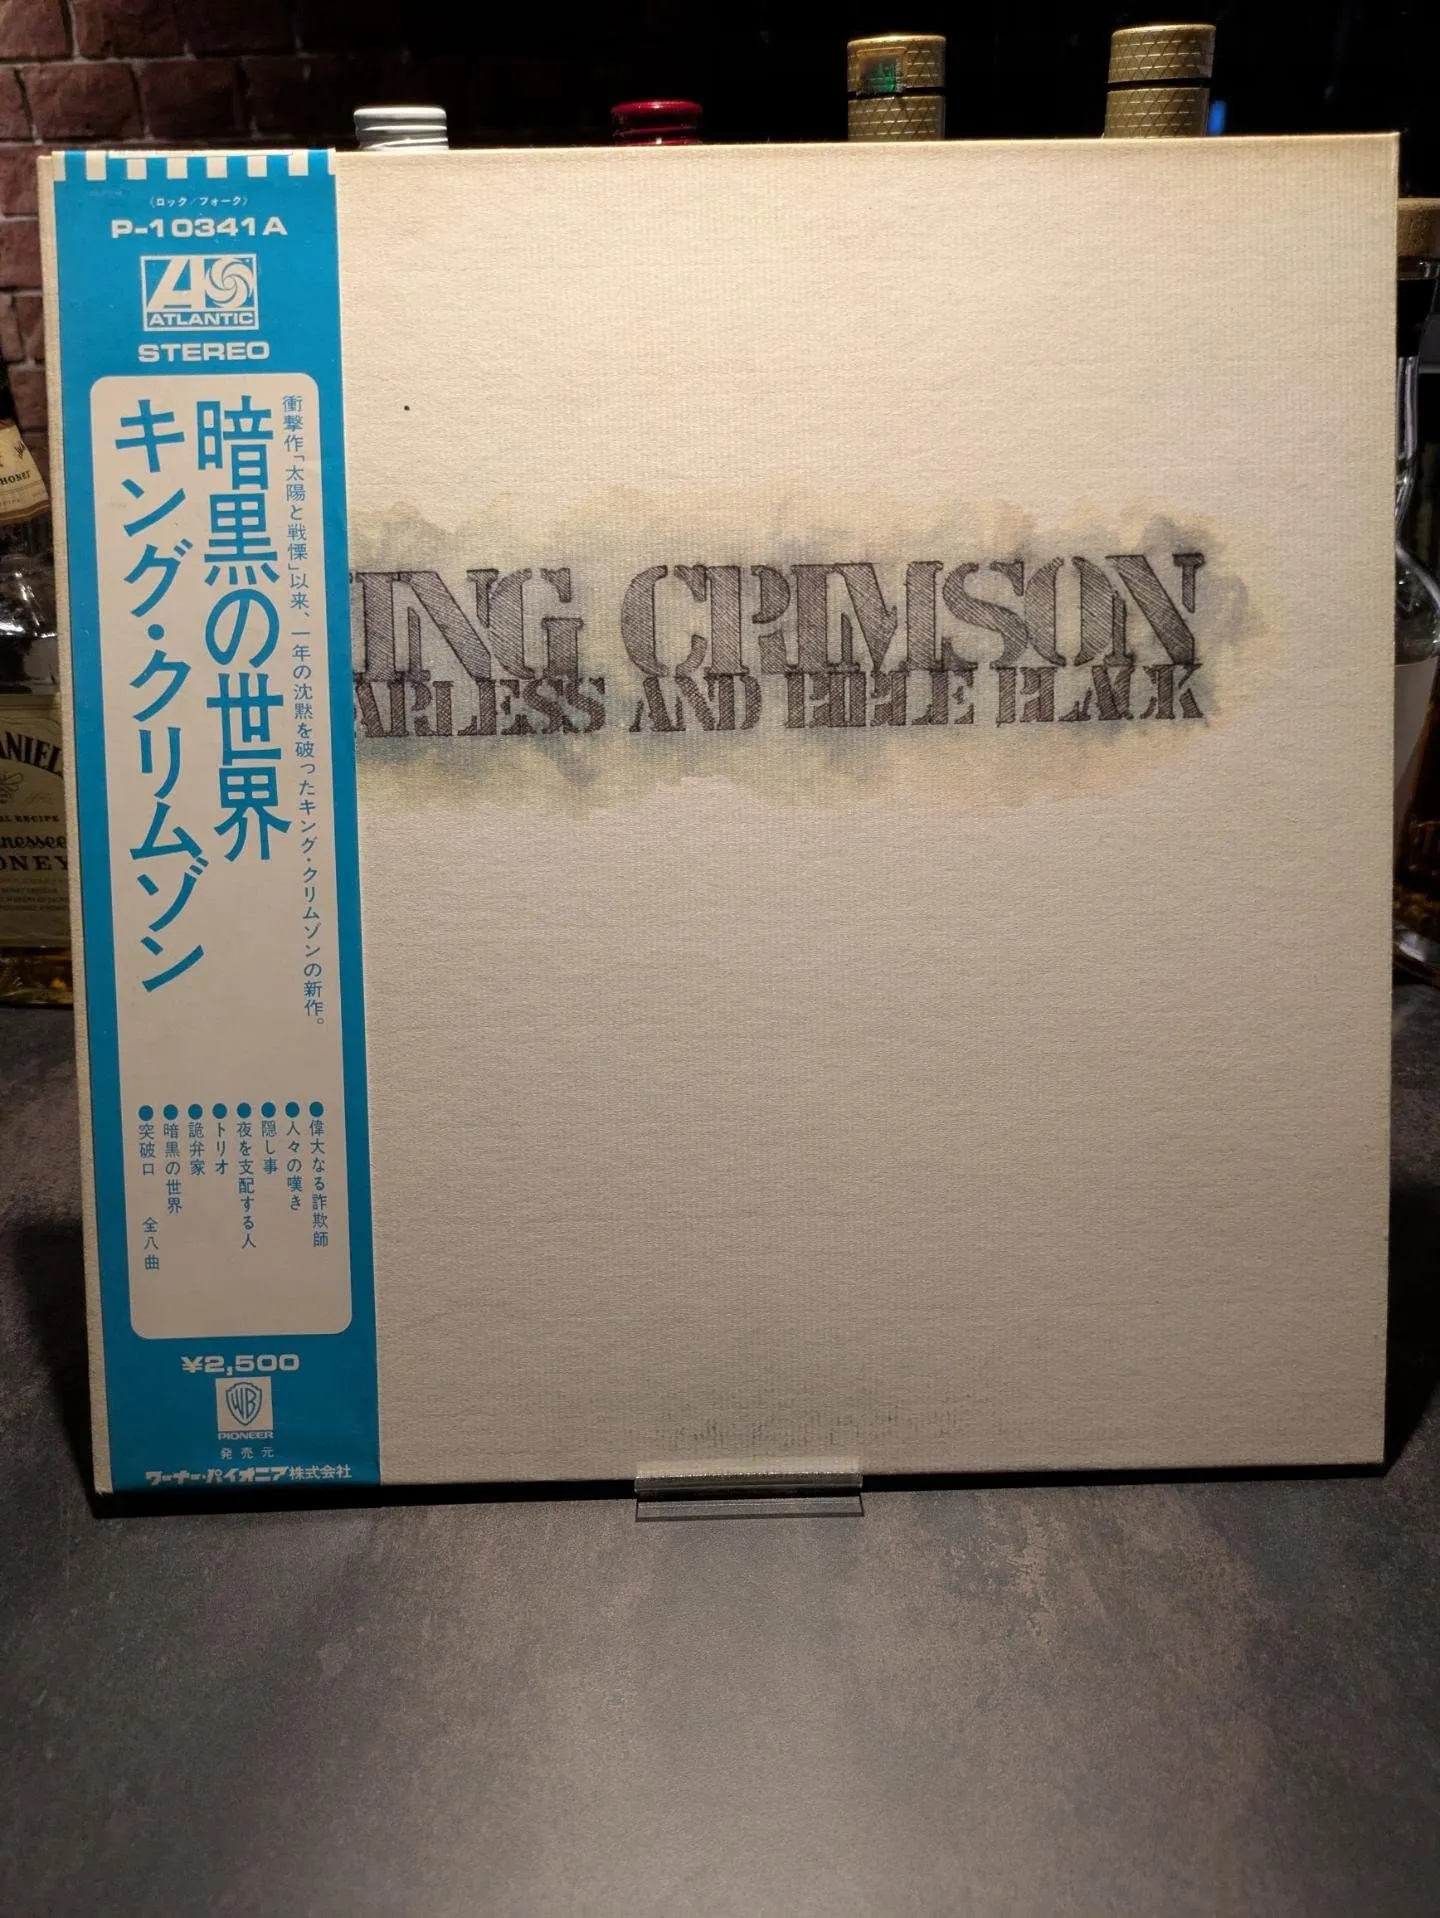 〈ロック/フォーク〉
P-10341A
ATLANTIC
STEREO
衝撃作「太陽と戦慄」以来、一年の沈黙を破ったキング・クリムゾンの新作。
暗黒の世界
キング・クリムゾン
●偉大なる詐欺師
●人々の嘆き
●隠し事
●夜を支配する人
●トリオ
●詭弁家
●暗黒の世界
●突破口 全八曲
¥2,500
WB
PIONEER
発売元
ワーナー・パイオニア株式会社
ING CRIMSON
ARLESS AND BIBLE BLACK
ANIEL
HONEY